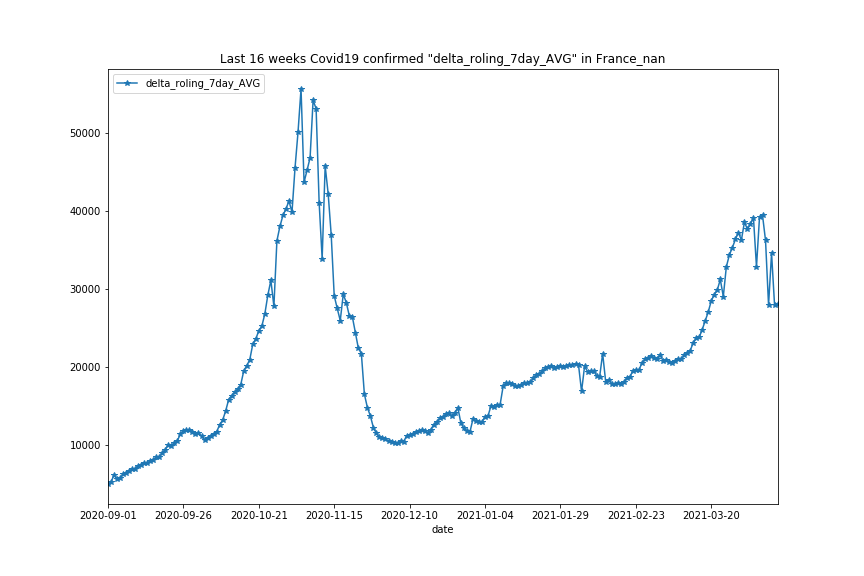 Last 16 weeks Covid19 confirmed "delta_roling_7day_AVG" in France_nan
delta_roling_7day_AVG
50000
40000
30000
20000
10000
2020-09-01 2020-09-26 2020-10-21 2020-11-15 2020-12-10 2021-01-04 2021-01-29 2021-02-23 2021-03-20
date